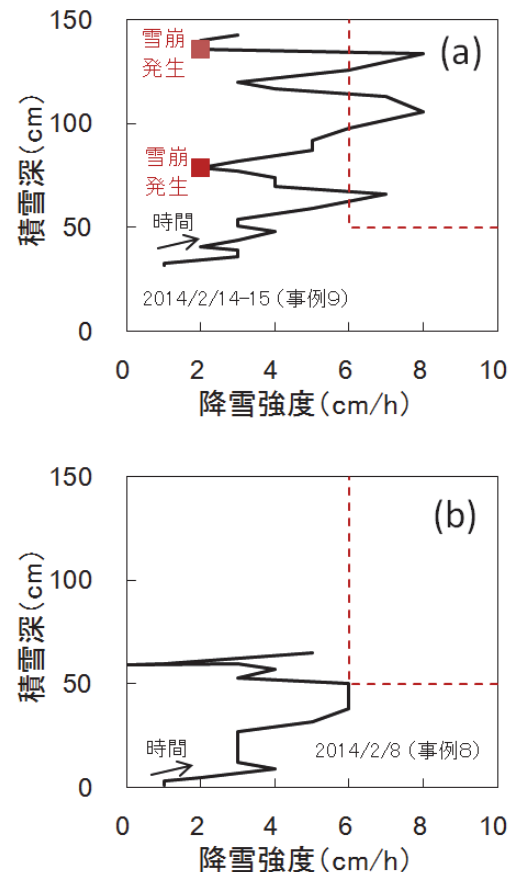 150
100
50
0
積雪深(cm)
雪崩
発生
(a)
雪崩
発生
時間
2014/2/14-15 (事例9)
0 2 4 6 8 10
降雪強度(cm/h)
150
100
50
0
積雪深(cm)
(b)
時間
2014/2/8 (事例8)
0 2 4 6 8 10
降雪強度(cm/h)